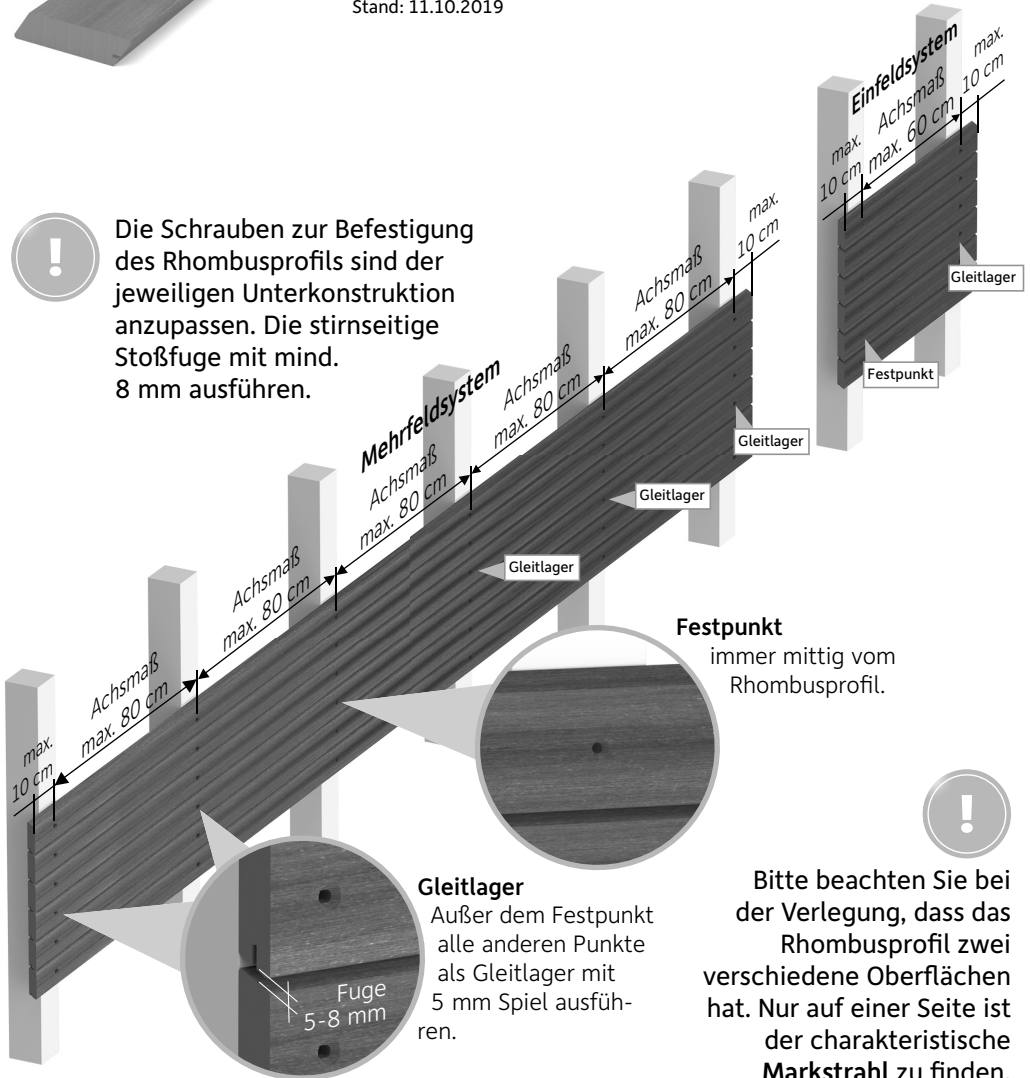 Stand: 11.10.2019
Einfeldsystem
max.
10 cm
Achsmaß
max. 60 cm
max.
10 cm
Gleitlager
Festpunkt
Die Schrauben zur Befestigung
des Rhombusprofils sind der
jeweiligen Unterkonstruktion
anzupassen. Die stirnseitige
Stoßfuge mit mind.
8 mm ausführen.
Mehrfeldsystem
max.
10 cm
Achsmaß
max. 80 cm
Achsmaß
max. 80 cm
Achsmaß
max. 80 cm
Achsmaß
max. 80 cm
Achsmaß
max. 80 cm
max.
10 cm
Gleitlager
Gleitlager
Gleitlager
Festpunkt
immer mittig vom
Rhombusprofil.
Gleitlager
Außer dem Festpunkt
alle anderen Punkte
als Gleitlager mit
5 mm Spiel ausfüh-
ren.
Fuge
5-8 mm
Bitte beachten Sie bei
der Verlegung, dass das
Rhombusprofil zwei
verschiedene Oberflächen
hat. Nur auf einer Seite ist
der charakteristische
Markstrahl zu finden.